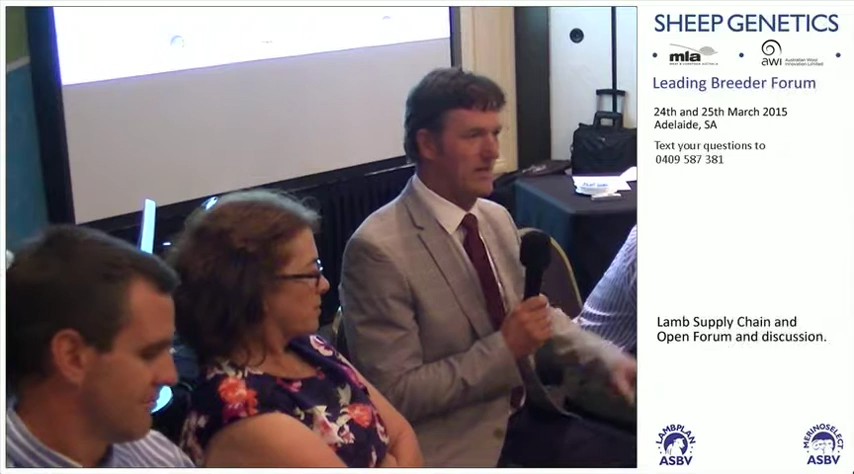 SHEEP GENETICS
mla
awi
Australian Wool
Innovation Limited
Leading Breeder Forum
24th and 25th March 2015
Adelaide, SA
Text your questions to
0409 587 381
Lamb Supply Chain and
Open Forum and discussion.
LAMBPLAN
ASBV
MERINOSELECT
ASBV